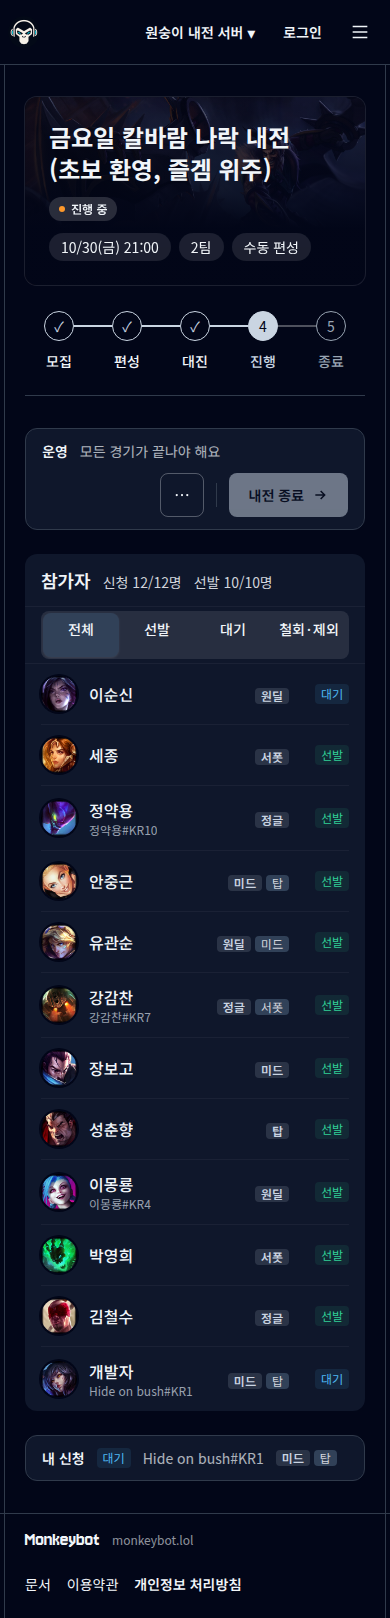 원숭이 내전 서버 ▾ 로그인
금요일 칼바람 나락 내전
(초보 환영, 즐겜 위주)
진행 중
10/30(금) 21:00 2팀 수동 편성
✓ ✓ ✓ 4 5
모집 편성 대진 진행 종료
운영 모든 경기가 끝나야 해요
... 내전 종료 →
참가자 신청 12/12명 선발 10/10명
전체 선발 대기 철회·제외
이순신 원딜 대기
세종 서폿 선발
정약용 정글 선발
정약용#KR10
안중근 미드 탑 선발
유관순 원딜 미드 선발
강감찬 정글 서폿 선발
강감찬#KR7
장보고 미드 선발
성춘향 탑 선발
이몽룡 원딜 선발
이몽룡#KR4
박영희 서폿 선발
김철수 정글 선발
개발자 미드 탑 대기
Hide on bush#KR1
내 신청 대기 Hide on bush#KR1 미드 탑
Monkeybot monkeybot.lol
문서 이용약관 개인정보 처리방침